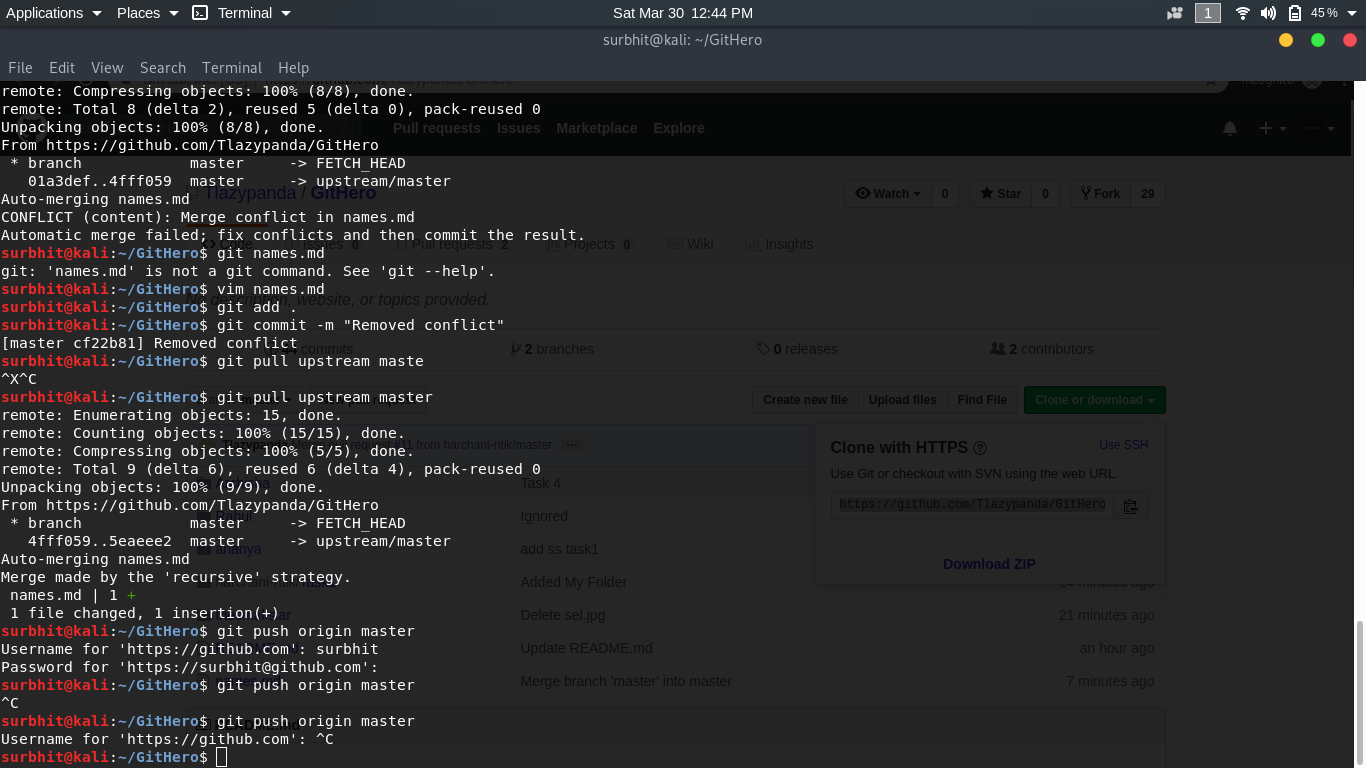 Applications Places Terminal Sat Mar 30 12:44 PM 1 45 %
surbhit@kali: ~/GitHero
File Edit View Search Terminal Help
remote: Compressing objects: 100% (8/8), done.
remote: Total 8 (delta 2), reused 5 (delta 0), pack-reused 0
Unpacking objects: 100% (8/8), done.
Pull requests Issues Marketplace Explore
From https://github.com/Tlazypanda/GitHero
 * branch            master     -> FETCH_HEAD
   01a3def..4fff059  master     -> upstream/master
Tlazypanda / GitHero Watch 0 Star 0 Fork 29
Auto-merging names.md
CONFLICT (content): Merge conflict in names.md
Automatic merge failed; fix conflicts and then commit the result.
Code Issues 0 Pull requests 2 Projects 0 Wiki Insights
surbhit@kali:~/GitHero$ git names.md
git: 'names.md' is not a git command. See 'git --help'.
surbhit@kali:~/GitHero$ vim names.md
No description, website, or topics provided.
surbhit@kali:~/GitHero$ git add .
surbhit@kali:~/GitHero$ git commit -m "Removed conflict"
[master cf22b81] Removed conflict
commits 2 branches 0 releases 2 contributors
surbhit@kali:~/GitHero$ git pull upstream maste
^X^C
surbhit@kali:~/GitHero$ git pull upstream master
Create new file Upload files Find File Clone or download
remote: Enumerating objects: 15, done.
remote: Counting objects: 100% (15/15), done.
#11 from harchani-ritik/master
Clone with HTTPS Use SSH
remote: Compressing objects: 100% (5/5), done.
remote: Total 9 (delta 6), reused 6 (delta 4), pack-reused 0
Use Git or checkout with SVN using the web URL.
Unpacking objects: 100% (9/9), done.
Task 4
From https://github.com/Tlazypanda/GitHero
https://github.com/Tlazypanda/GitHero
 * branch            master     -> FETCH_HEAD
Ignored
   4fff059..5eaeee2  master     -> upstream/master
ananya add ss task1
Auto-merging names.md
Download ZIP
Merge made by the 'recursive' strategy.
Added My Folder 14 minutes ago
 names.md | 1 +
 1 file changed, 1 insertion(+)
Delete sel.jpg 21 minutes ago
surbhit@kali:~/GitHero$ git push origin master
Username for 'https://github.com': surbhit
Update README.md an hour ago
Password for 'https://surbhit@github.com':
surbhit@kali:~/GitHero$ git push origin master
Merge branch 'master' into master 7 minutes ago
^C
surbhit@kali:~/GitHero$ git push origin master
Username for 'https://github.com': ^C
surbhit@kali:~/GitHero$